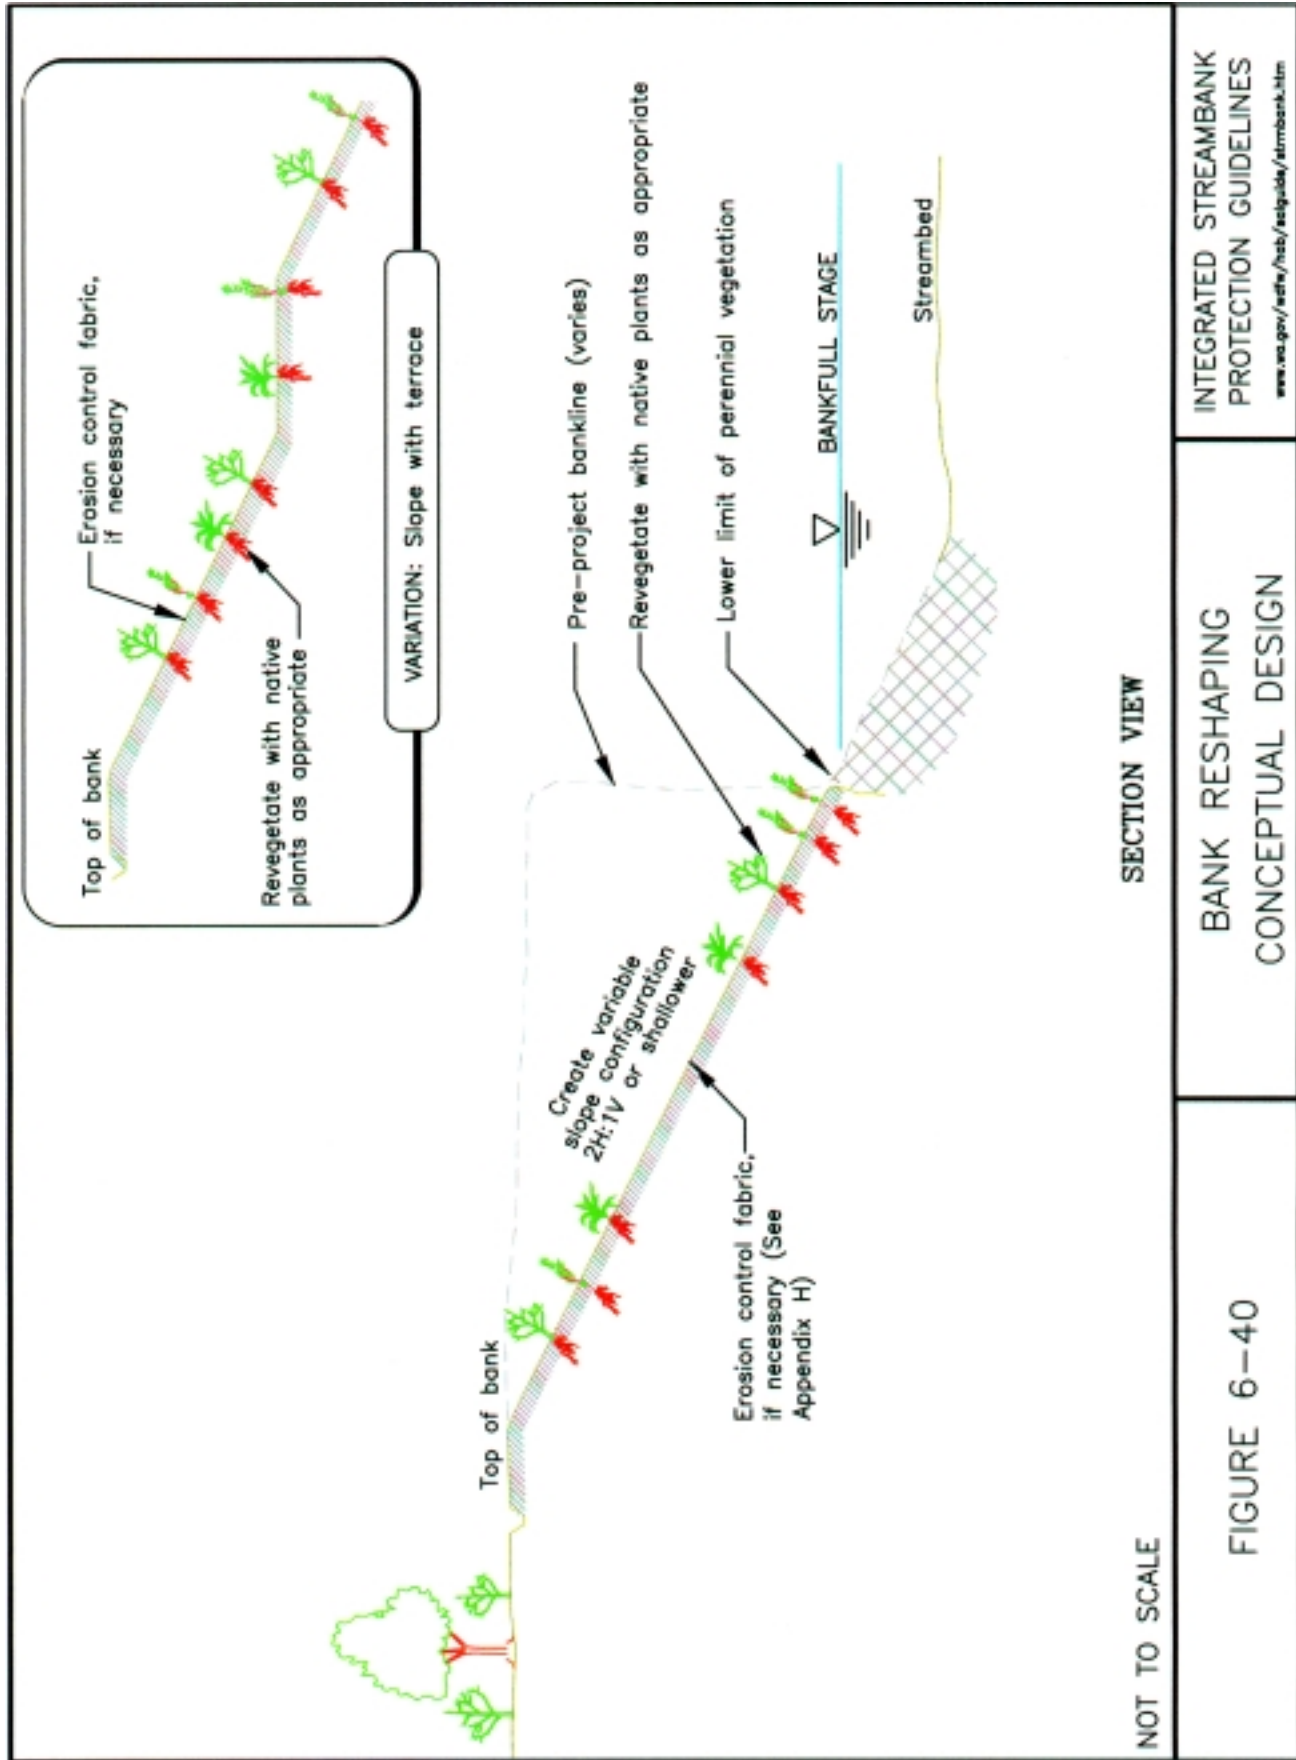 Top of bank
Erosion control fabric,
if necessary
Revegetate with native
plants as appropriate
VARIATION: Slope with terrace
Top of bank
Create variable
slope configuration
2H:1V or shallower
Pre-project bankline (varies)
Revegetate with native plants as appropriate
Lower limit of perennial vegetation
BANKFULL STAGE
Streambed
Erosion control fabric,
if necessary (See
Appendix H)
SECTION VIEW
NOT TO SCALE
FIGURE 6-40
BANK RESHAPING
CONCEPTUAL DESIGN
INTEGRATED STREAMBANK
PROTECTION GUIDELINES